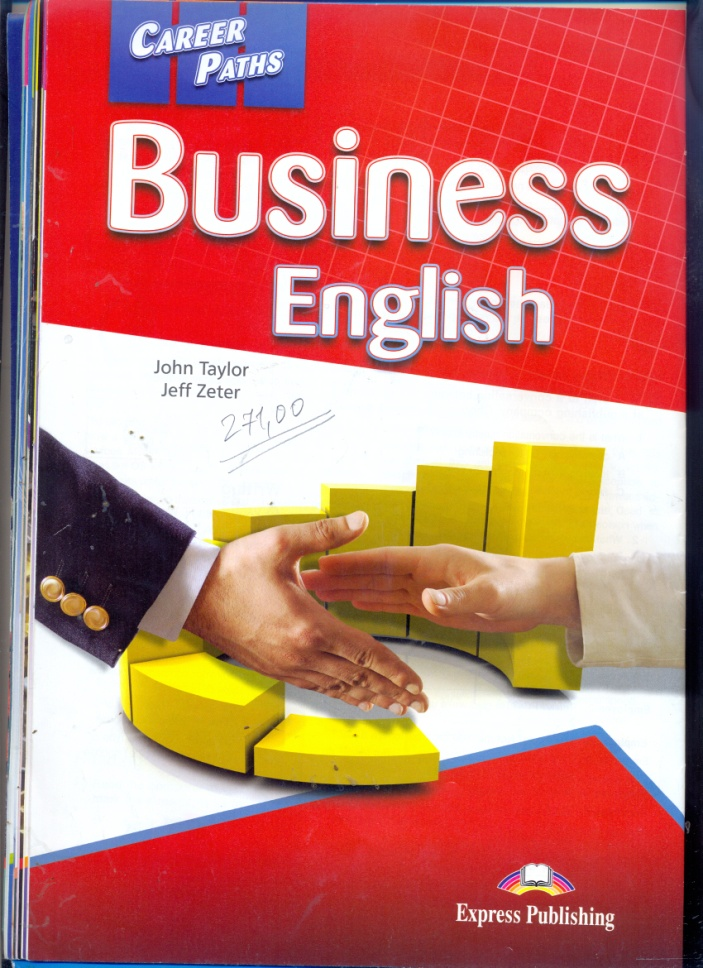 CAREER
PATHS
Business
English
John Taylor
Jeff Zeter
271,00
Express Publishing